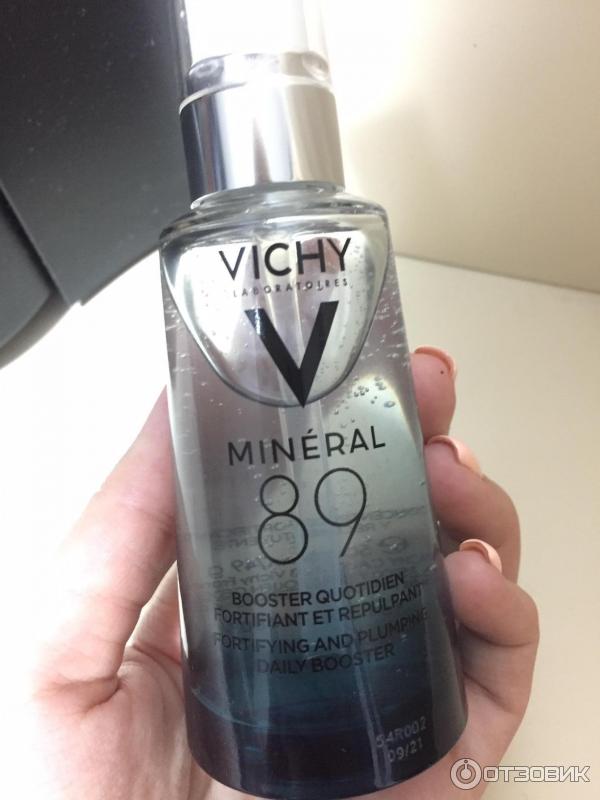 VICHY
LABORATOIRES
V
MINÉRAL
89
BOOSTER QUOTIDIEN
FORTIFIANT ET REPULPANT
FORTIFYING AND PLUMPING
DAILY BOOSTER
54R002
09/21
ОТЗОВИК